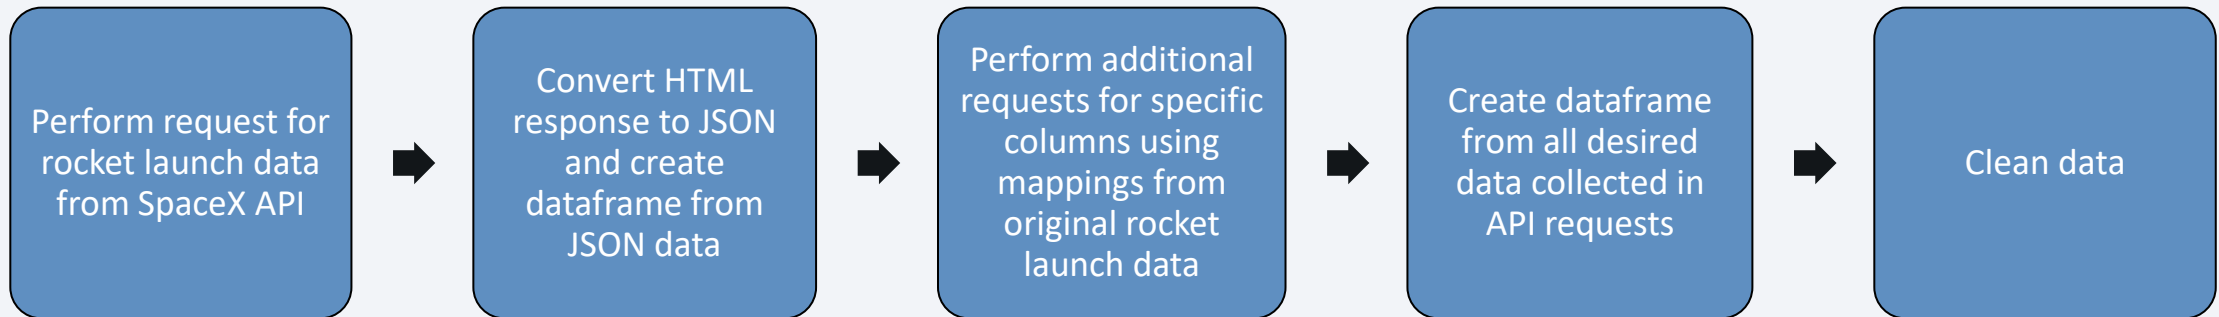 Perform request for
rocket launch data
from SpaceX API
Convert HTML
response to JSON
and create
dataframe from
JSON data
Perform additional
requests for specific
columns using
mappings from
original rocket
launch data
Create dataframe
from all desired
data collected in
API requests
Clean data